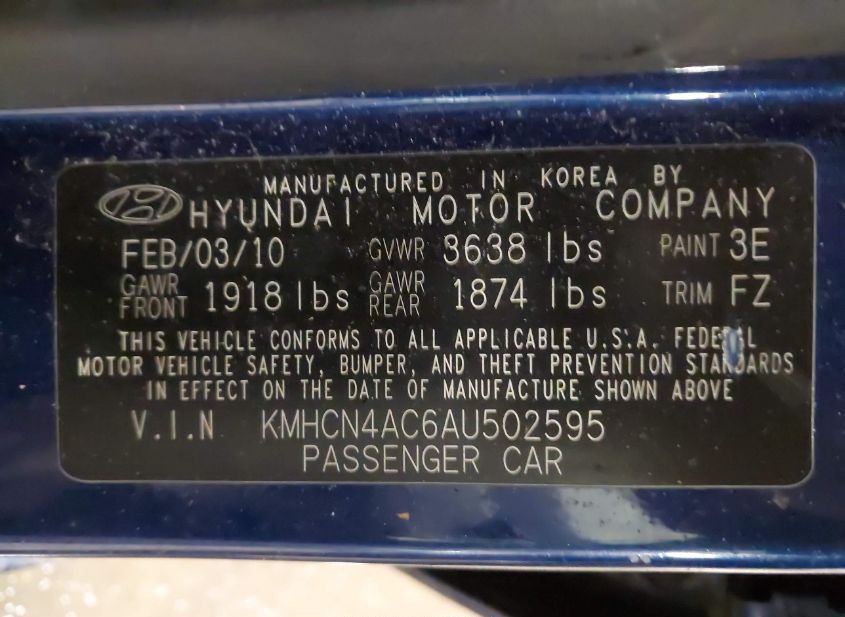 MANUFACTURED IN KOREA BY
HYUNDAI MOTOR COMPANY
FEB/03/10 GVWR 3638 lbs PAINT 3E
GAWR FRONT 1918 lbs GAWR REAR 1874 lbs TRIM FZ
THIS VEHICLE CONFORMS TO ALL APPLICABLE U.S.A. FEDERAL
MOTOR VEHICLE SAFETY, BUMPER, AND THEFT PREVENTION STANDARDS
IN EFFECT ON THE DATE OF MANUFACTURE SHOWN ABOVE
V.I.N KMHCN4AC6AU502595
PASSENGER CAR